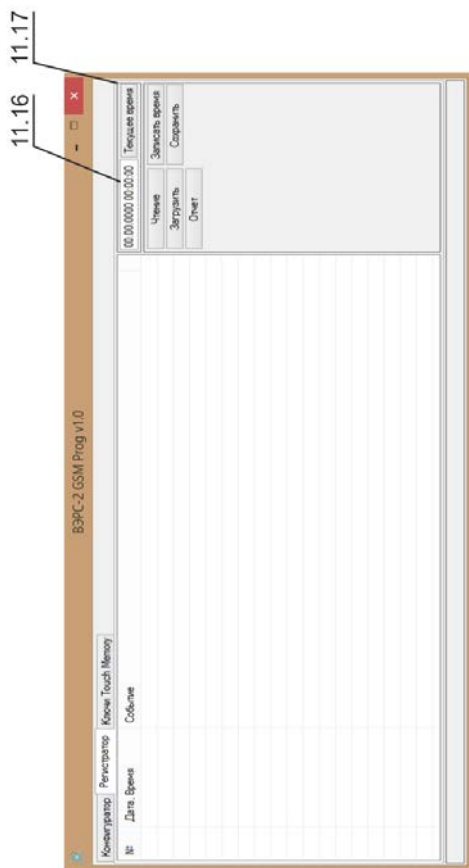 11.16
11.17
ВЭРС-2 GSM Prog v1.0
Конфигуратор Регистратор Ключи Touch Memory
№ Дата. Время Событие
00.00.0000 00:00:00 Текущее время
Чтение Записать время
Загрузить Сохранить
Отчет